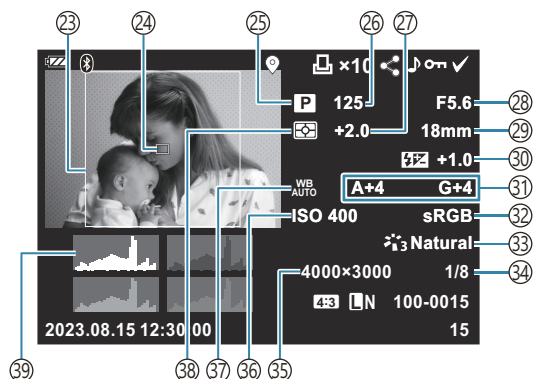 23 24 25 26 27
×10
P 125 F5.6 28
+2.0 18mm 29
+1.0 30
WB AUTO A+4 G+4 31
ISO 400 sRGB 32
3 Natural 33
4000×3000 1/8 34
4:3 LN 100-0015
2023.08.15 12:30:00 15
39 38 37 36 35